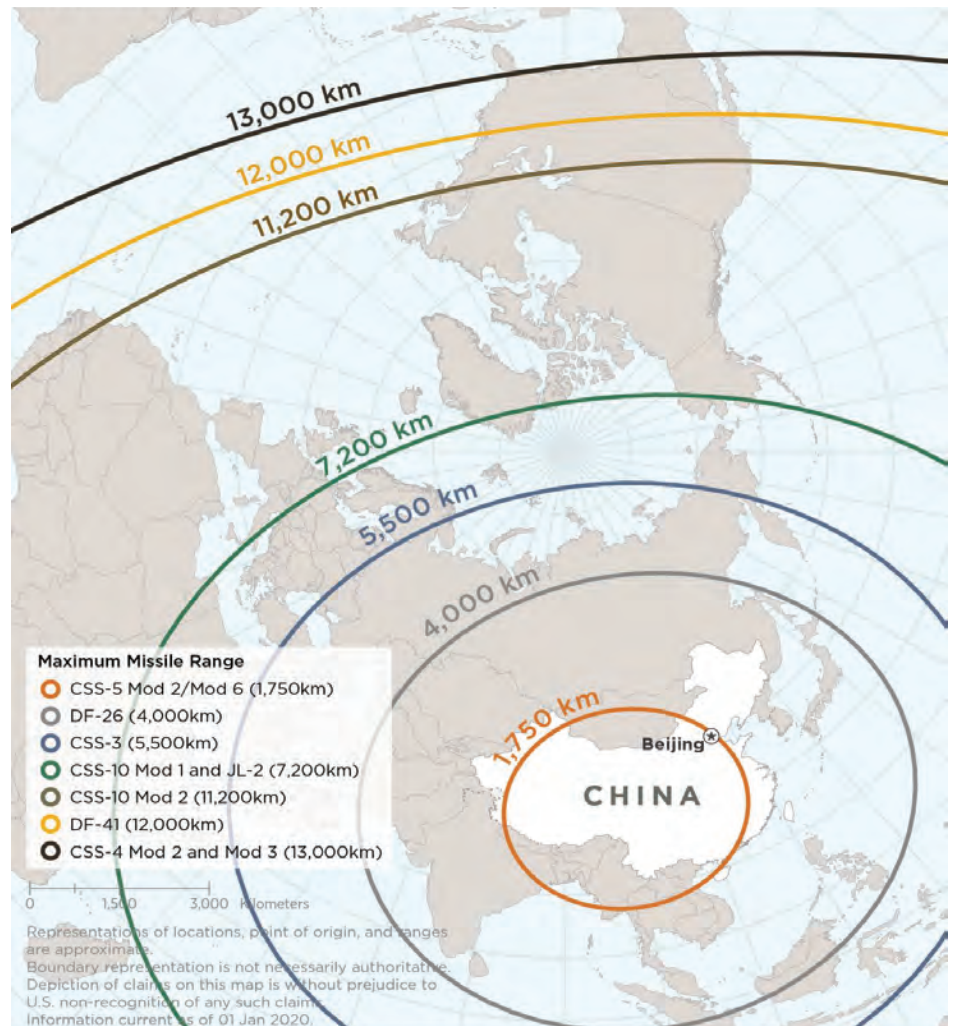 13,000 km
12,000 km
11,200 km
7,200 km
5,500 km
4,000 km
1,750 km
Beijing
CHINA
Maximum Missile Range
CSS-5 Mod 2/Mod 6 (1,750km)
DF-26 (4,000km)
CSS-3 (5,500km)
CSS-10 Mod 1 and JL-2 (7,200km)
CSS-10 Mod 2 (11,200km)
DF-41 (12,000km)
CSS-4 Mod 2 and Mod 3 (13,000km)
0 1,500 3,000 Kilometers
Representations of locations, point of origin, and ranges
are approximate.
Boundary representation is not necessarily authoritative.
Depiction of claims on this map is without prejudice to
U.S. non-recognition of any such claims.
Information current as of 01 Jan 2020.